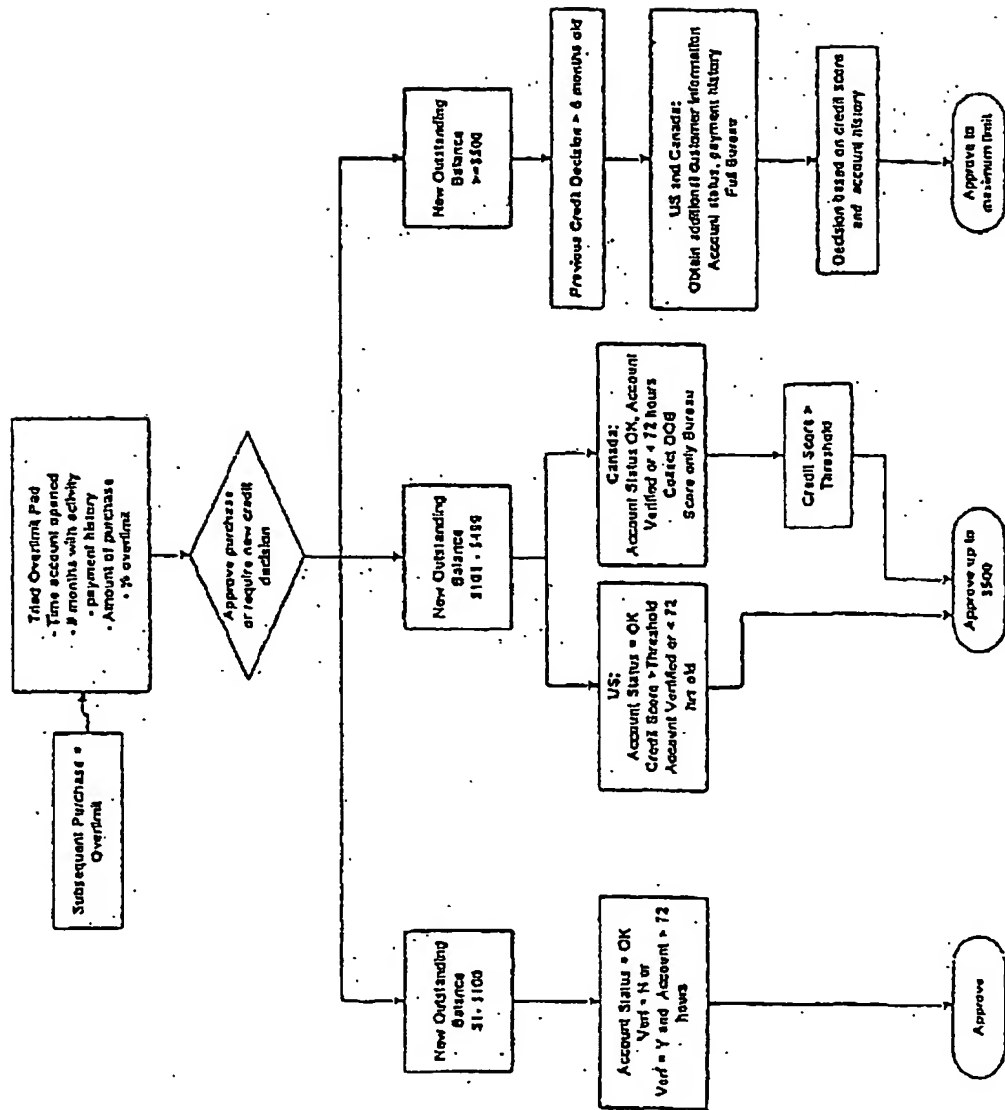 Subsequent Purchase =
Overlimit
Triad Overlimit Pad
- Time account opened
• # months with activity
• payment history
• Amount of purchase
• % overlimit
Approve purchase
or require new credit
decision
New Outstanding
Balance
$1 - $100
Account Status = OK
Verif = N or
Verif = Y and Account > 72
hours
Approve
New Outstanding
Balance
$101 - $499
US:
Account Status = OK
Credit Score > Threshold
Account Verified or < 72
hrs old
Canada:
Account Status OK, Account
Verified or < 72 hours
Collect DOB
Score only Bureau
Credit Score >
Threshold
Approve up to
$500
New Outstanding
Balance
>=$500
Previous Credit Decision > 6 months old
US and Canada:
Obtain additional customer information
Account status, payment history
Full Bureau
Decision based on credit score
and account history
Approve to
maximum limit